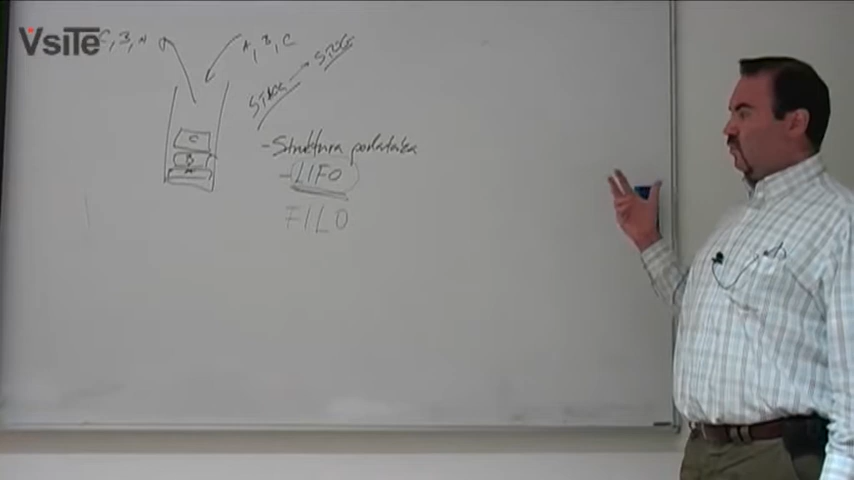 VsiTe
C, B, A
A, B, C
STACK
STOG
C
B
A
-Struktura podataka
-LIFO
FILO